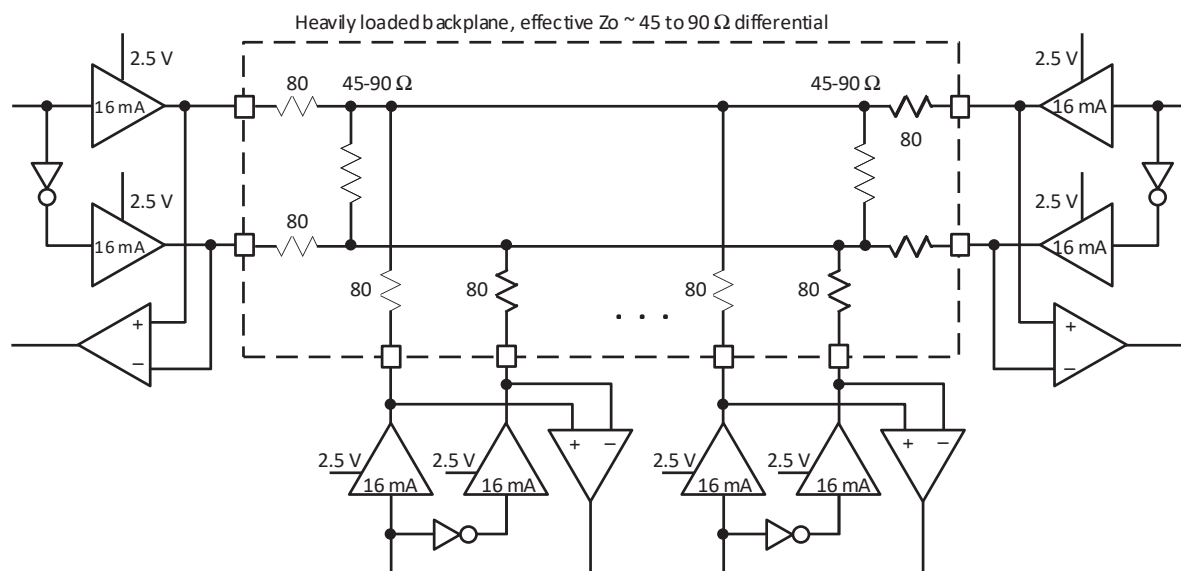 Heavily loaded backplane, effective Zo ~ 45 to 90 Ω differential
2.5 V
2.5 V
80
45-90 Ω
45-90 Ω
16 mA
16 mA
80
2.5 V
80
2.5 V
16 mA
16 mA
80
80
80
80
+
−
. . .
+
−
+ −
+ −
2.5 V
2.5 V
2.5 V
2.5 V
16 mA
16 mA
16 mA
16 mA